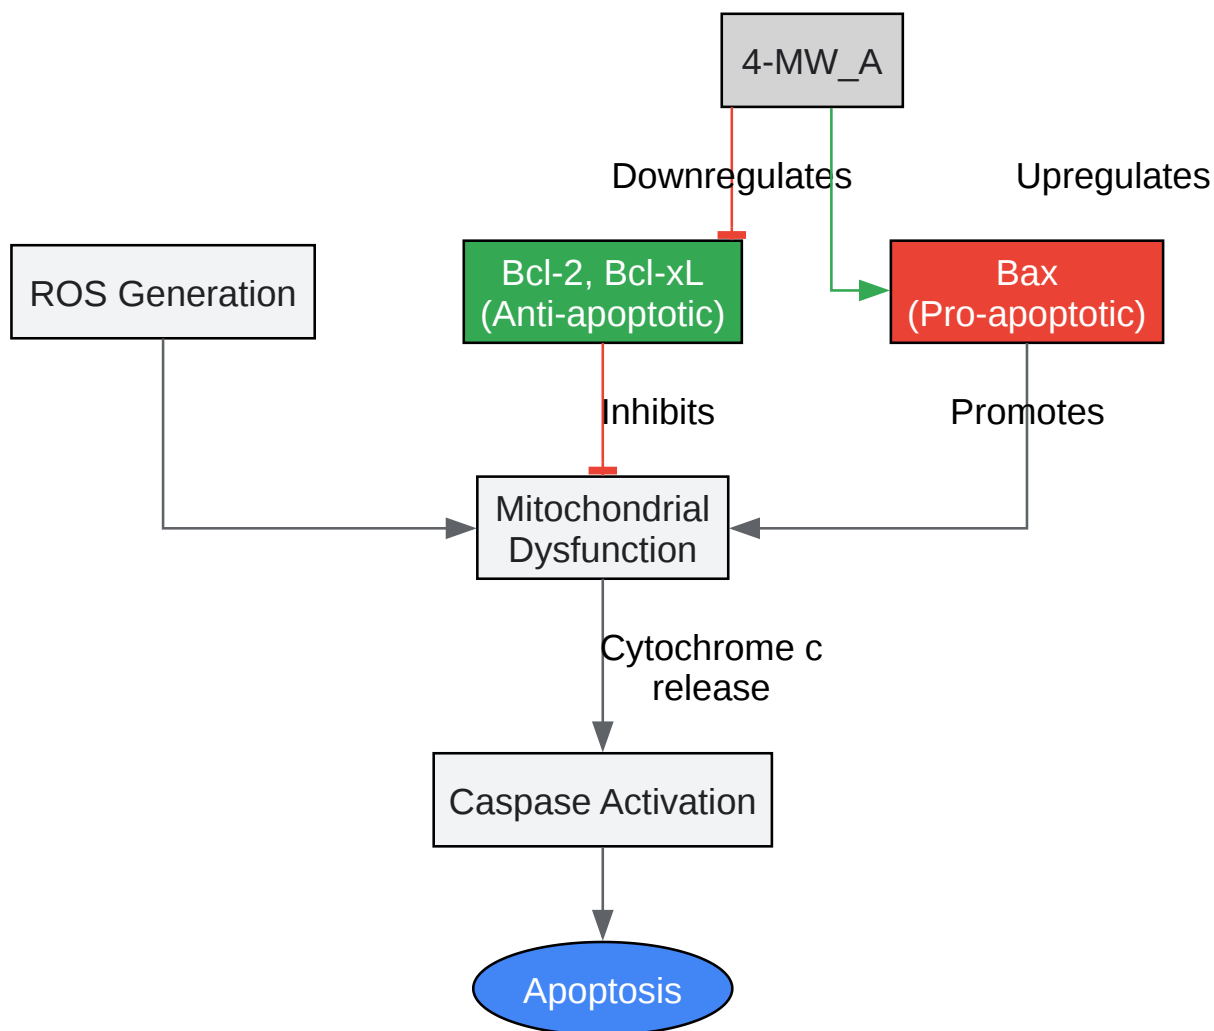 4-MW_A
Downregulates
Upregulates
ROS Generation
Bcl-2, Bcl-xL
(Anti-apoptotic)
Bax
(Pro-apoptotic)
Inhibits
Promotes
Mitochondrial
Dysfunction
Cytochrome c
release
Caspase Activation
Apoptosis